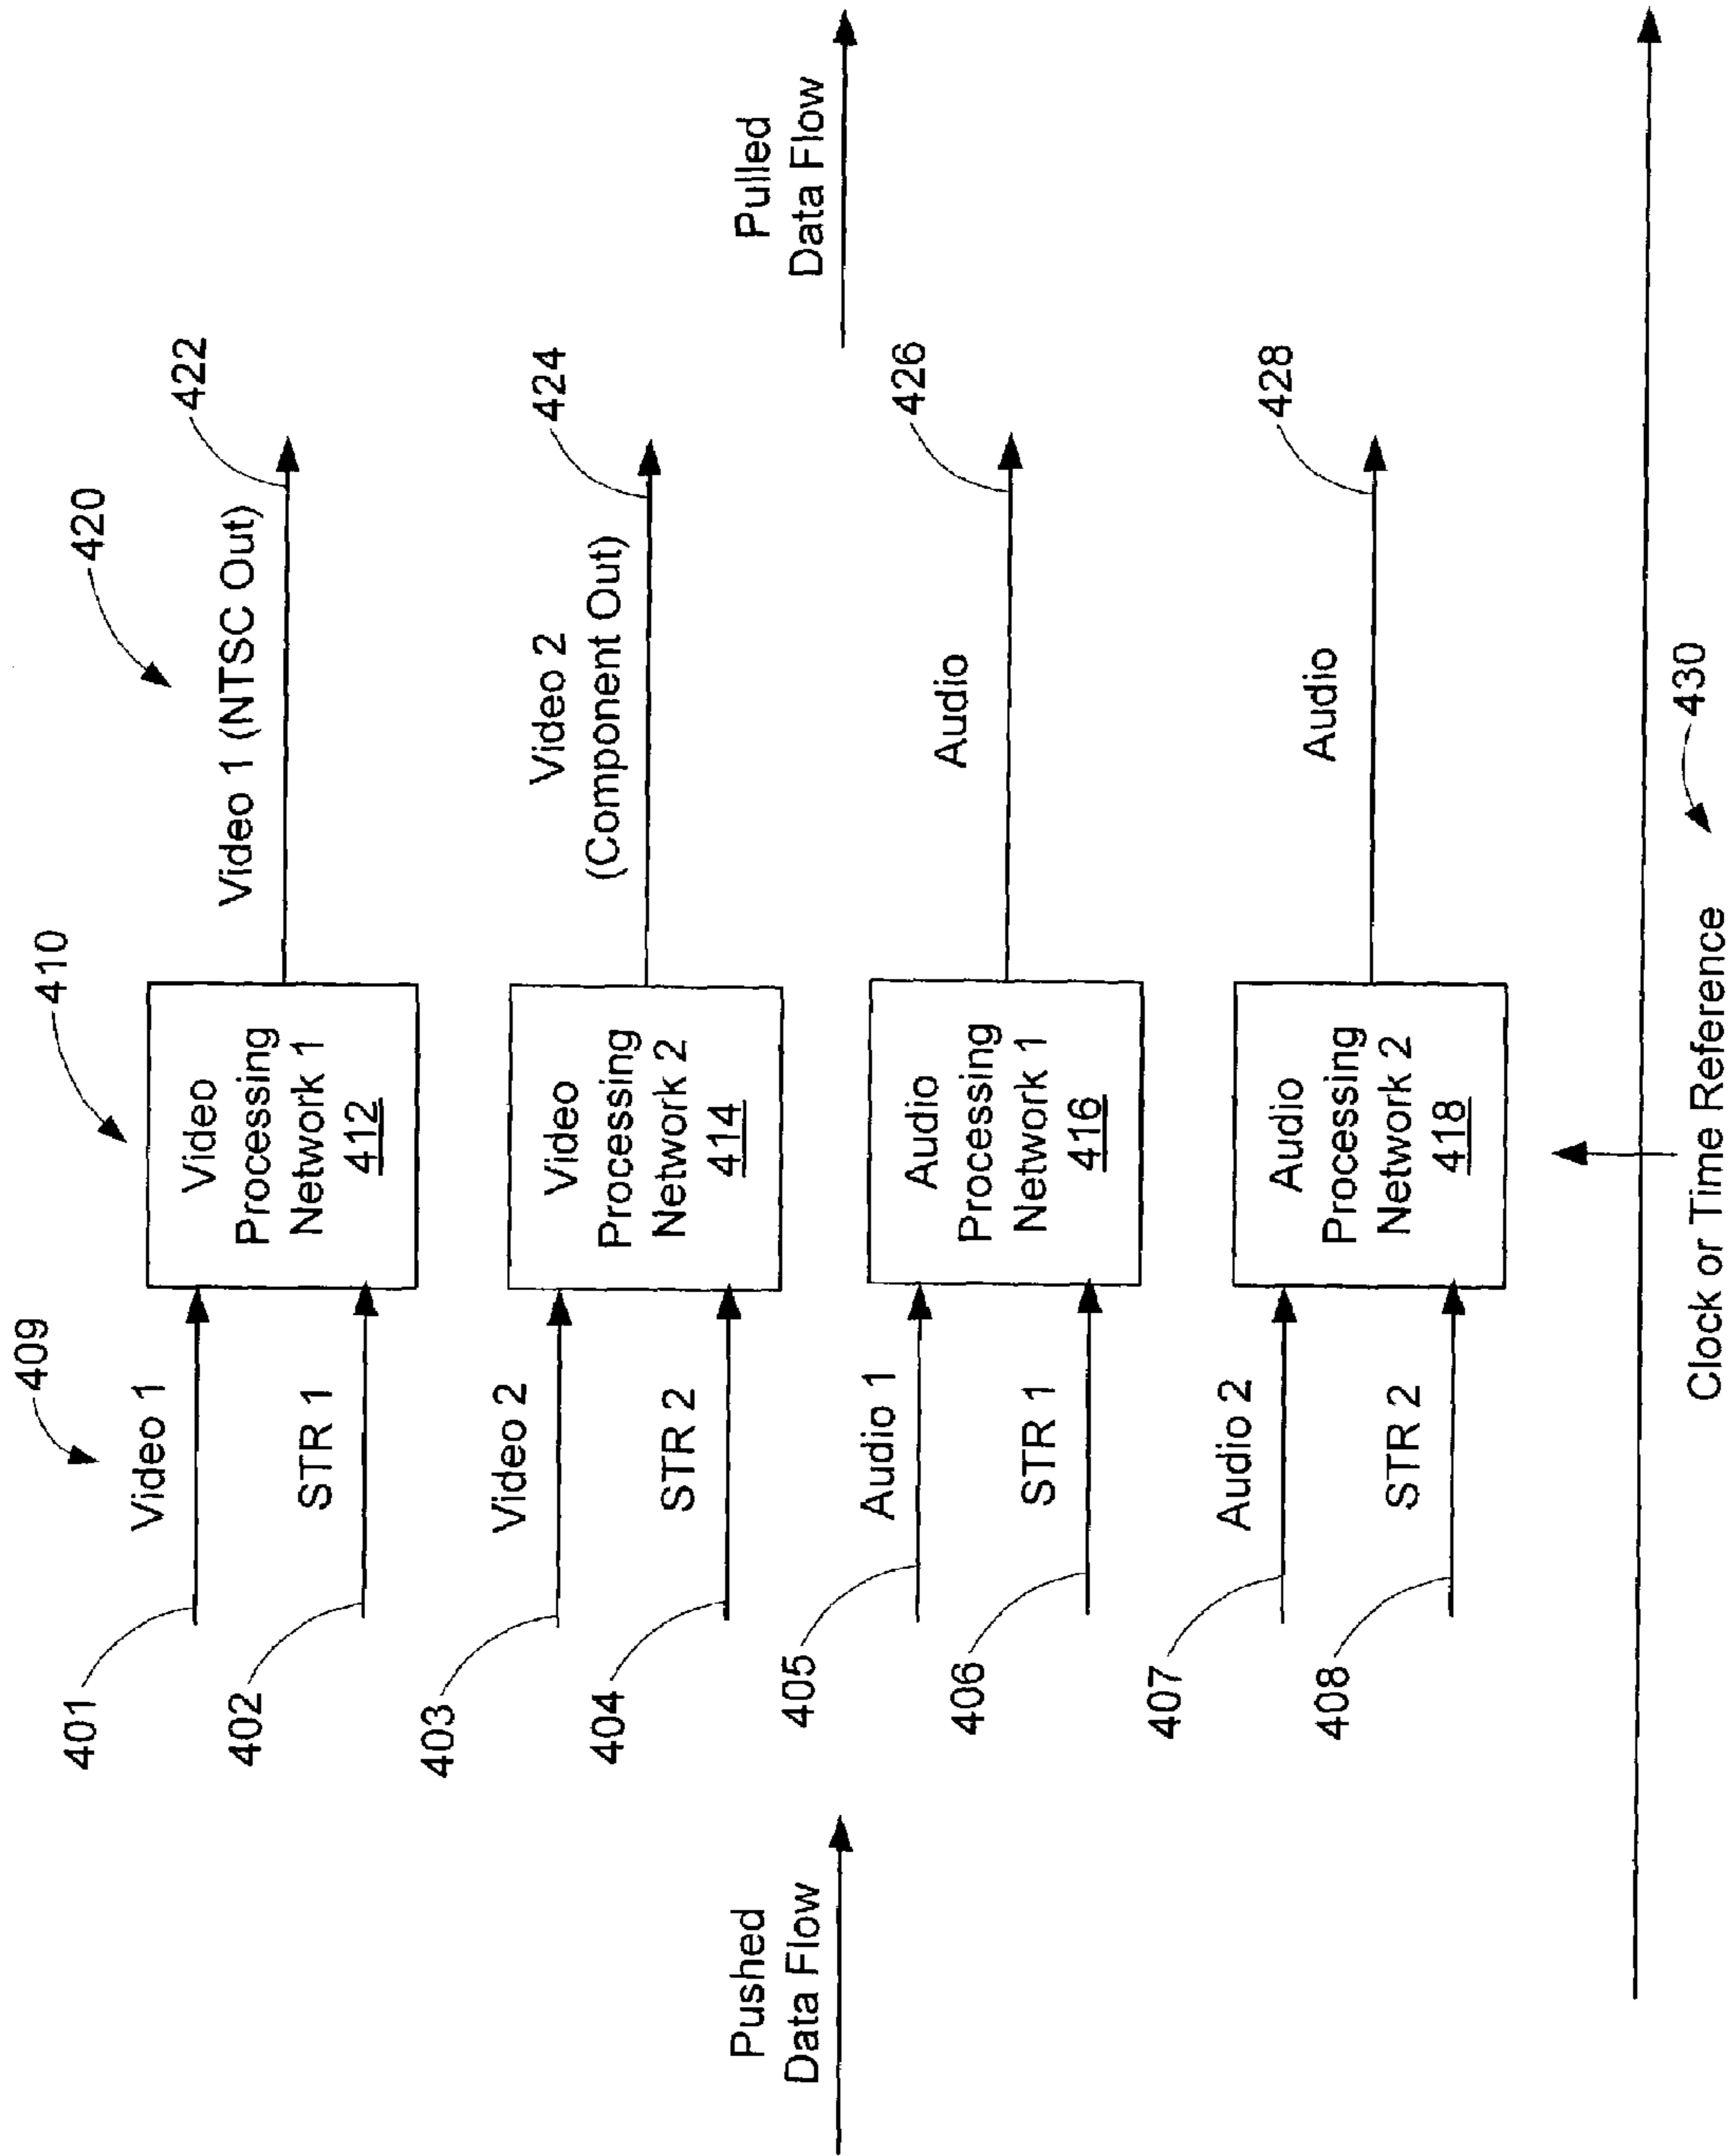 409
410
420
401
Video 1
402
STR 1
Video
Processing
Network 1
412
Video 1 (NTSC Out)
422
403
Video 2
404
STR 2
Video
Processing
Network 2
414
Video 2
(Component Out)
424
Pushed
Data Flow
Pulled
Data Flow
405
Audio 1
406
STR 1
Audio
Processing
Network 1
416
Audio
426
407
Audio 2
408
STR 2
Audio
Processing
Network 2
418
Audio
428
Clock or Time Reference
430